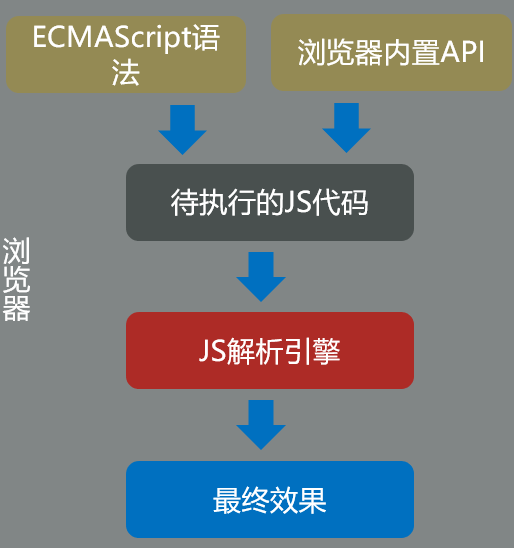 ECMAScript语
法
浏览器内置API
待执行的JS代码
浏
览
器
JS解析引擎
最终效果